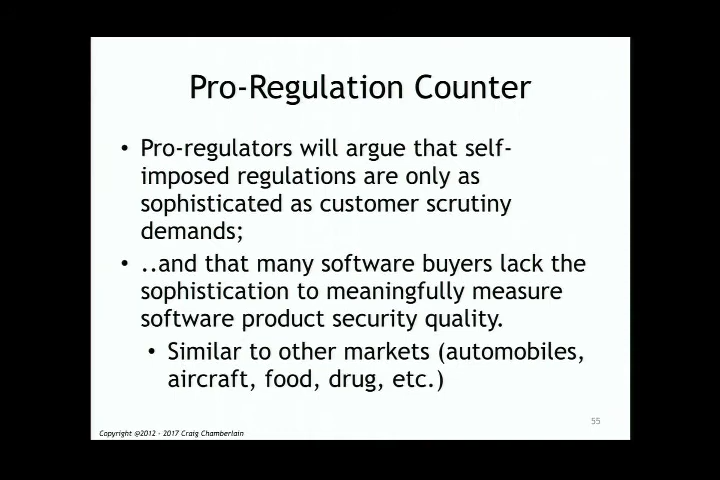 Pro-Regulation Counter
• Pro-regulators will argue that self-
imposed regulations are only as
sophisticated as customer scrutiny
demands;
• ..and that many software buyers lack the
sophistication to meaningfully measure
software product security quality.
• Similar to other markets (automobiles,
aircraft, food, drug, etc.)
55
Copyright @2012 - 2017 Craig Chamberlain